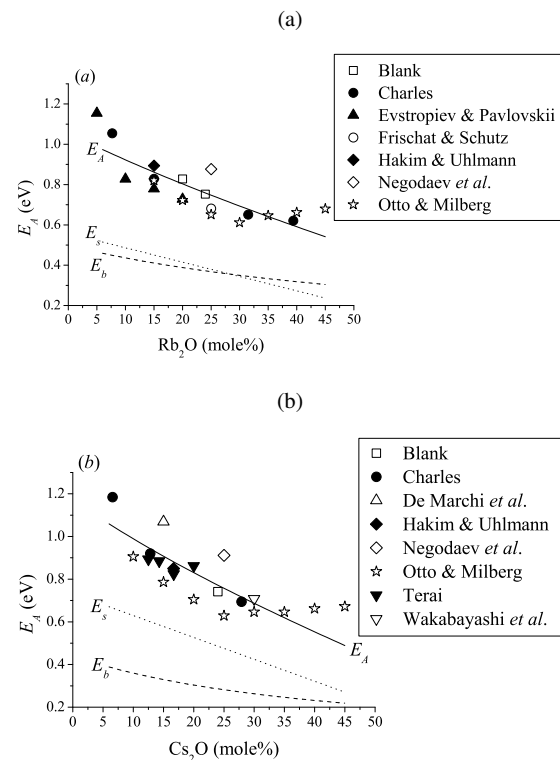 (a)
(a)
Blank
Charles
Evstropiev & Pavlovskii
Frischat & Schutz
Hakim & Uhlmann
Negodaev et al.
Otto & Milberg
1.2
1.0
0.8
0.6
0.4
0.2
E_A (eV)
E_A
E_s
E_b
0 5 10 15 20 25 30 35 40 45 50
Rb₂O (mole%)
(b)
(b)
Blank
Charles
De Marchi et al.
Hakim & Uhlmann
Negodaev et al.
Otto & Milberg
Terai
Wakabayashi et al.
1.2
1.0
0.8
0.6
0.4
0.2
E_A (eV)
E_s
E_b
E_A
0 5 10 15 20 25 30 35 40 45 50
Cs₂O (mole%)